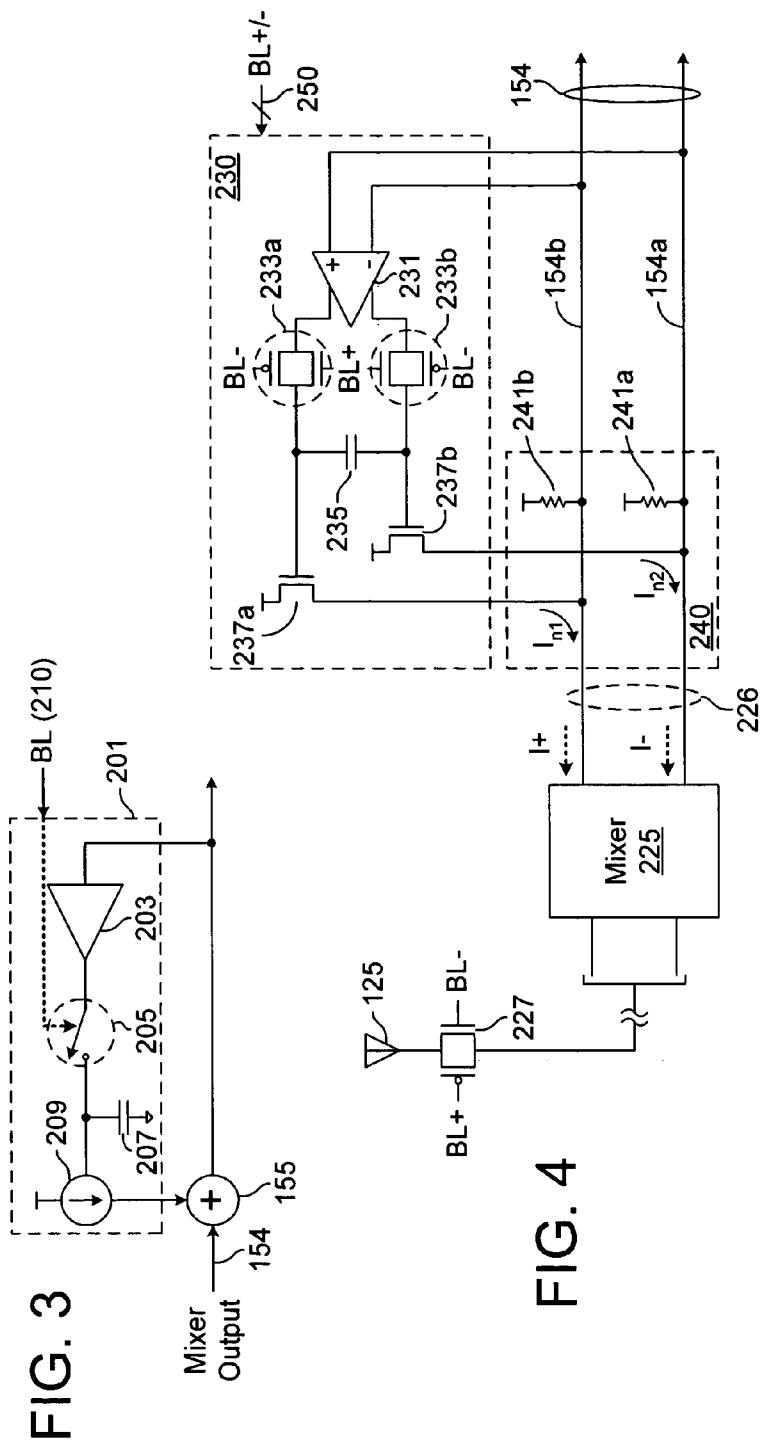 FIG. 3
Mixer
Output
154
155
209
207
205
203
201
BL (210)
FIG. 4
125
BL+
BL-
227
Mixer
225
I+
I-
226
230
BL+/-
250
233a
BL-
BL+
BL-
233b
+
-
231
235
237a
237b
In1
In2
240
241b
241a
154b
154a
154
+